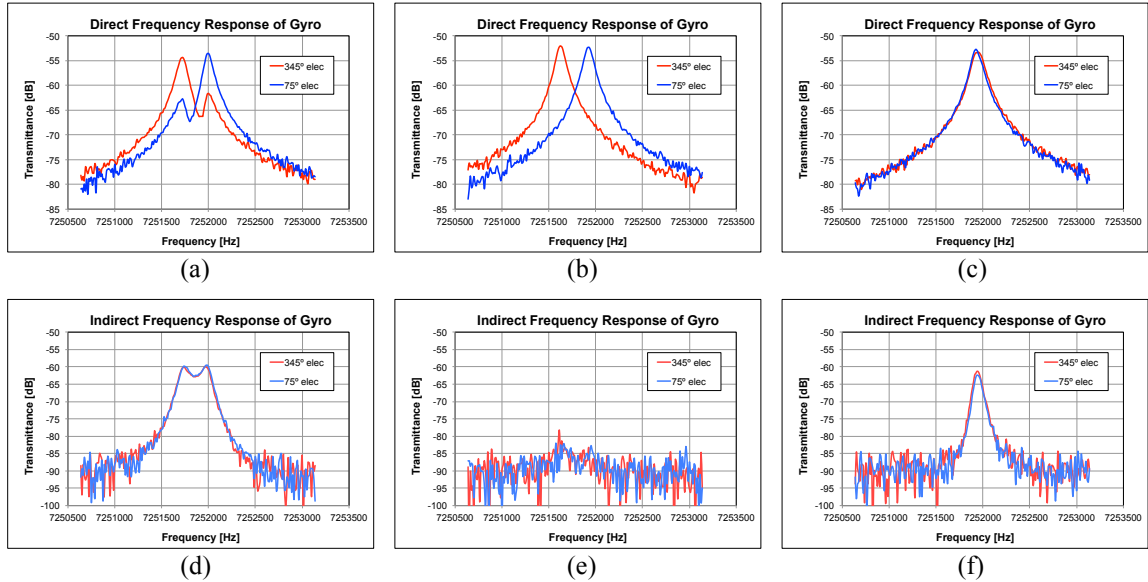 Direct Frequency Response of Gyro
-50
-55
-60
-65
-70
-75
-80
-85
Transmittance [dB]
345º elec
75º elec
7250500 7251000 7251500 7252000 7252500 7253000 7253500
Frequency [Hz]
(a)
Direct Frequency Response of Gyro
-50
-55
-60
-65
-70
-75
-80
-85
Transmittance [dB]
345º elec
75º elec
7250500 7251000 7251500 7252000 7252500 7253000 7253500
Frequency [Hz]
(b)
Direct Frequency Response of Gyro
-50
-55
-60
-65
-70
-75
-80
-85
Transmittance [dB]
345º elec
75º elec
7250500 7251000 7251500 7252000 7252500 7253000 7253500
Frequency [Hz]
(c)
Indirect Frequency Response of Gyro
-50
-55
-60
-65
-70
-75
-80
-85
-90
-95
-100
Transmittance [dB]
345º elec
75º elec
7250500 7251000 7251500 7252000 7252500 7253000 7253500
Frequency [Hz]
(d)
Indirect Frequency Response of Gyro
-50
-55
-60
-65
-70
-75
-80
-85
-90
-95
-100
Transmittance [dB]
345º elec
75º elec
7250500 7251000 7251500 7252000 7252500 7253000 7253500
Frequency [Hz]
(e)
Indirect Frequency Response of Gyro
-50
-55
-60
-65
-70
-75
-80
-85
-90
-95
-100
Transmittance [dB]
345º elec
75º elec
7250500 7251000 7251500 7252000 7252500 7253000 7253500
Frequency [Hz]
(f)